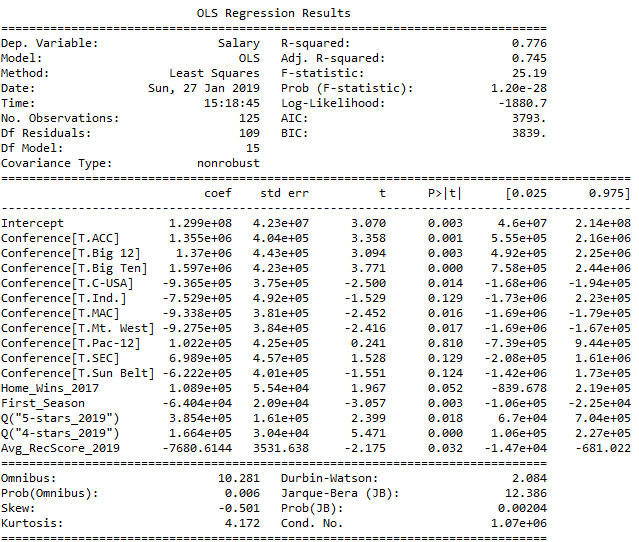 OLS Regression Results
==============================================================================
Dep. Variable: Salary R-squared: 0.776
Model: OLS Adj. R-squared: 0.745
Method: Least Squares F-statistic: 25.19
Date: Sun, 27 Jan 2019 Prob (F-statistic): 1.20e-28
Time: 15:18:45 Log-Likelihood: -1880.7
No. Observations: 125 AIC: 3793.
Df Residuals: 109 BIC: 3839.
Df Model: 15
Covariance Type: nonrobust
==========================================================================================
coef std err t P>|t| [0.025 0.975]
------------------------------------------------------------------------------------------
Intercept 1.299e+08 4.23e+07 3.070 0.003 4.6e+07 2.14e+08
Conference[T.ACC] 1.355e+06 4.04e+05 3.358 0.001 5.55e+05 2.16e+06
Conference[T.Big 12] 1.37e+06 4.43e+05 3.094 0.003 4.92e+05 2.25e+06
Conference[T.Big Ten] 1.597e+06 4.23e+05 3.771 0.000 7.58e+05 2.44e+06
Conference[T.C-USA] -9.365e+05 3.75e+05 -2.500 0.014 -1.68e+06 -1.94e+05
Conference[T.Ind.] -7.529e+05 4.92e+05 -1.529 0.129 -1.73e+06 2.23e+05
Conference[T.MAC] -9.338e+05 3.81e+05 -2.452 0.016 -1.69e+06 -1.79e+05
Conference[T.Mt. West] -9.275e+05 3.84e+05 -2.416 0.017 -1.69e+06 -1.67e+05
Conference[T.Pac-12] 1.022e+05 4.25e+05 0.241 0.810 -7.39e+05 9.44e+05
Conference[T.SEC] 6.989e+05 4.57e+05 1.528 0.129 -2.08e+05 1.61e+06
Conference[T.Sun Belt] -6.222e+05 4.01e+05 -1.551 0.124 -1.42e+06 1.73e+05
Home_Wins_2017 1.089e+05 5.54e+04 1.967 0.052 -839.678 2.19e+05
First_Season -6.404e+04 2.09e+04 -3.057 0.003 -1.06e+05 -2.25e+04
Q("5-stars_2019") 3.854e+05 1.61e+05 2.399 0.018 6.7e+04 7.04e+05
Q("4-stars_2019") 1.664e+05 3.04e+04 5.471 0.000 1.06e+05 2.27e+05
Avg_RecScore_2019 -7680.6144 3531.638 -2.175 0.032 -1.47e+04 -681.022
==============================================================================
Omnibus: 10.281 Durbin-Watson: 2.084
Prob(Omnibus): 0.006 Jarque-Bera (JB): 12.386
Skew: -0.501 Prob(JB): 0.00204
Kurtosis: 4.172 Cond. No. 1.07e+06
==============================================================================